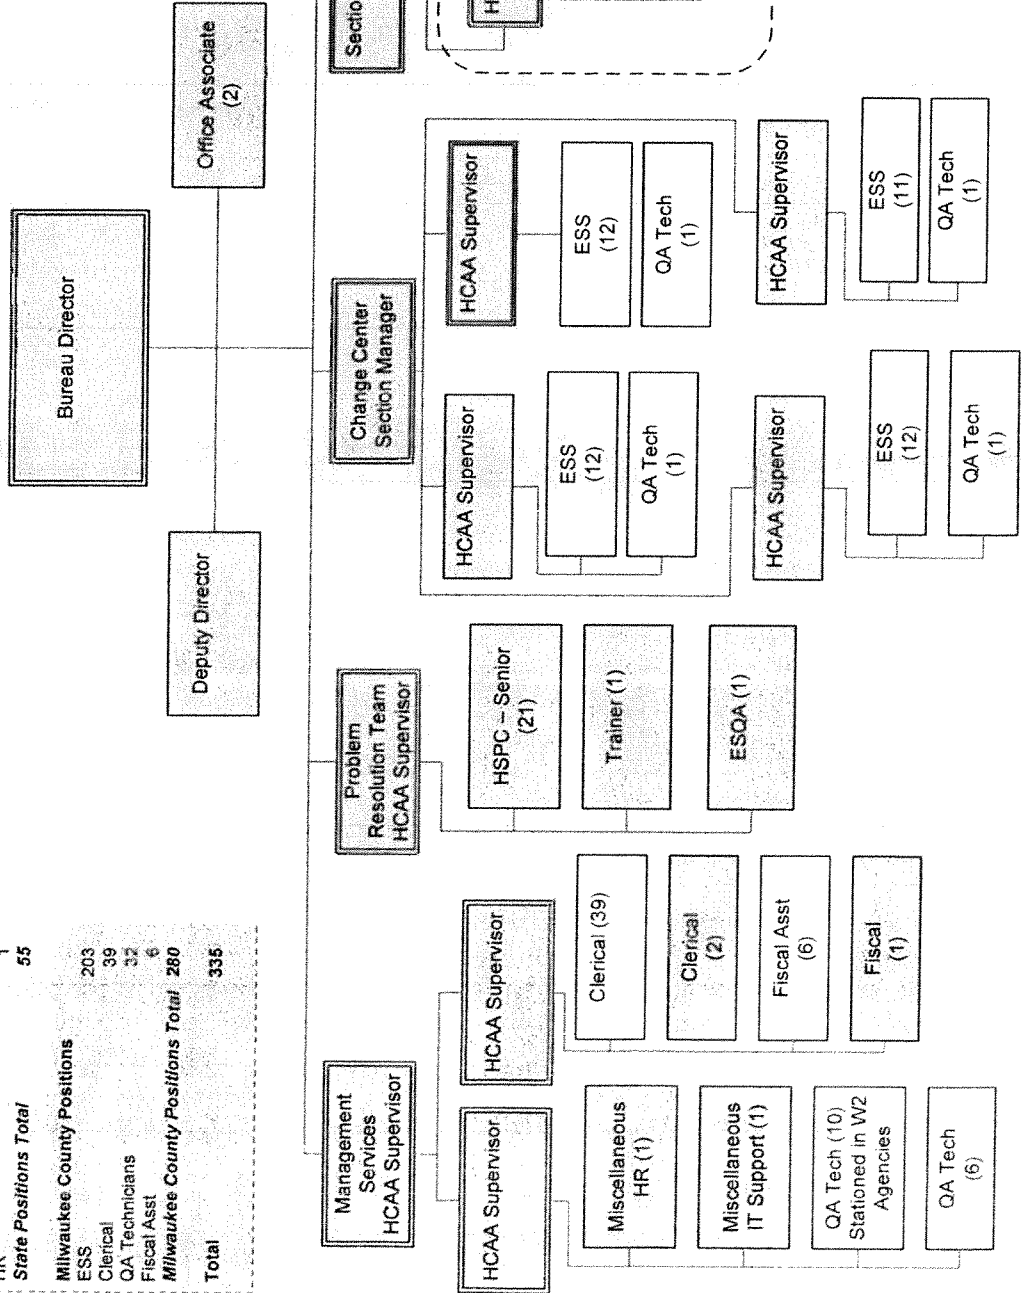 HR 1
State Positions Total 55
Milwaukee County Positions
ESS 203
Clerical 39
QA Technicians 32
Fiscal Asst 6
Milwaukee County Positions Total 280
Total 335
Bureau Director
Deputy Director
Office Associate
(2)
Management
Services
HCAA Supervisor
HCAA Supervisor
Miscellaneous
HR (1)
Miscellaneous
IT Support (1)
QA Tech (10)
Stationed in W2
Agencies
QA Tech
(6)
HCAA Supervisor
Clerical (39)
Clerical
(2)
Fiscal Asst
(6)
Fiscal
(1)
Problem
Resolution Team
HCAA Supervisor
HSPC – Senior
(21)
Trainer (1)
ESQA (1)
Change Center
Section Manager
HCAA Supervisor
ESS
(12)
QA Tech
(1)
HCAA Supervisor
ESS
(12)
QA Tech
(1)
HCAA Supervisor
ESS
(12)
QA Tech
(1)
HCAA Supervisor
ESS
(11)
QA Tech
(1)
Sectio
H